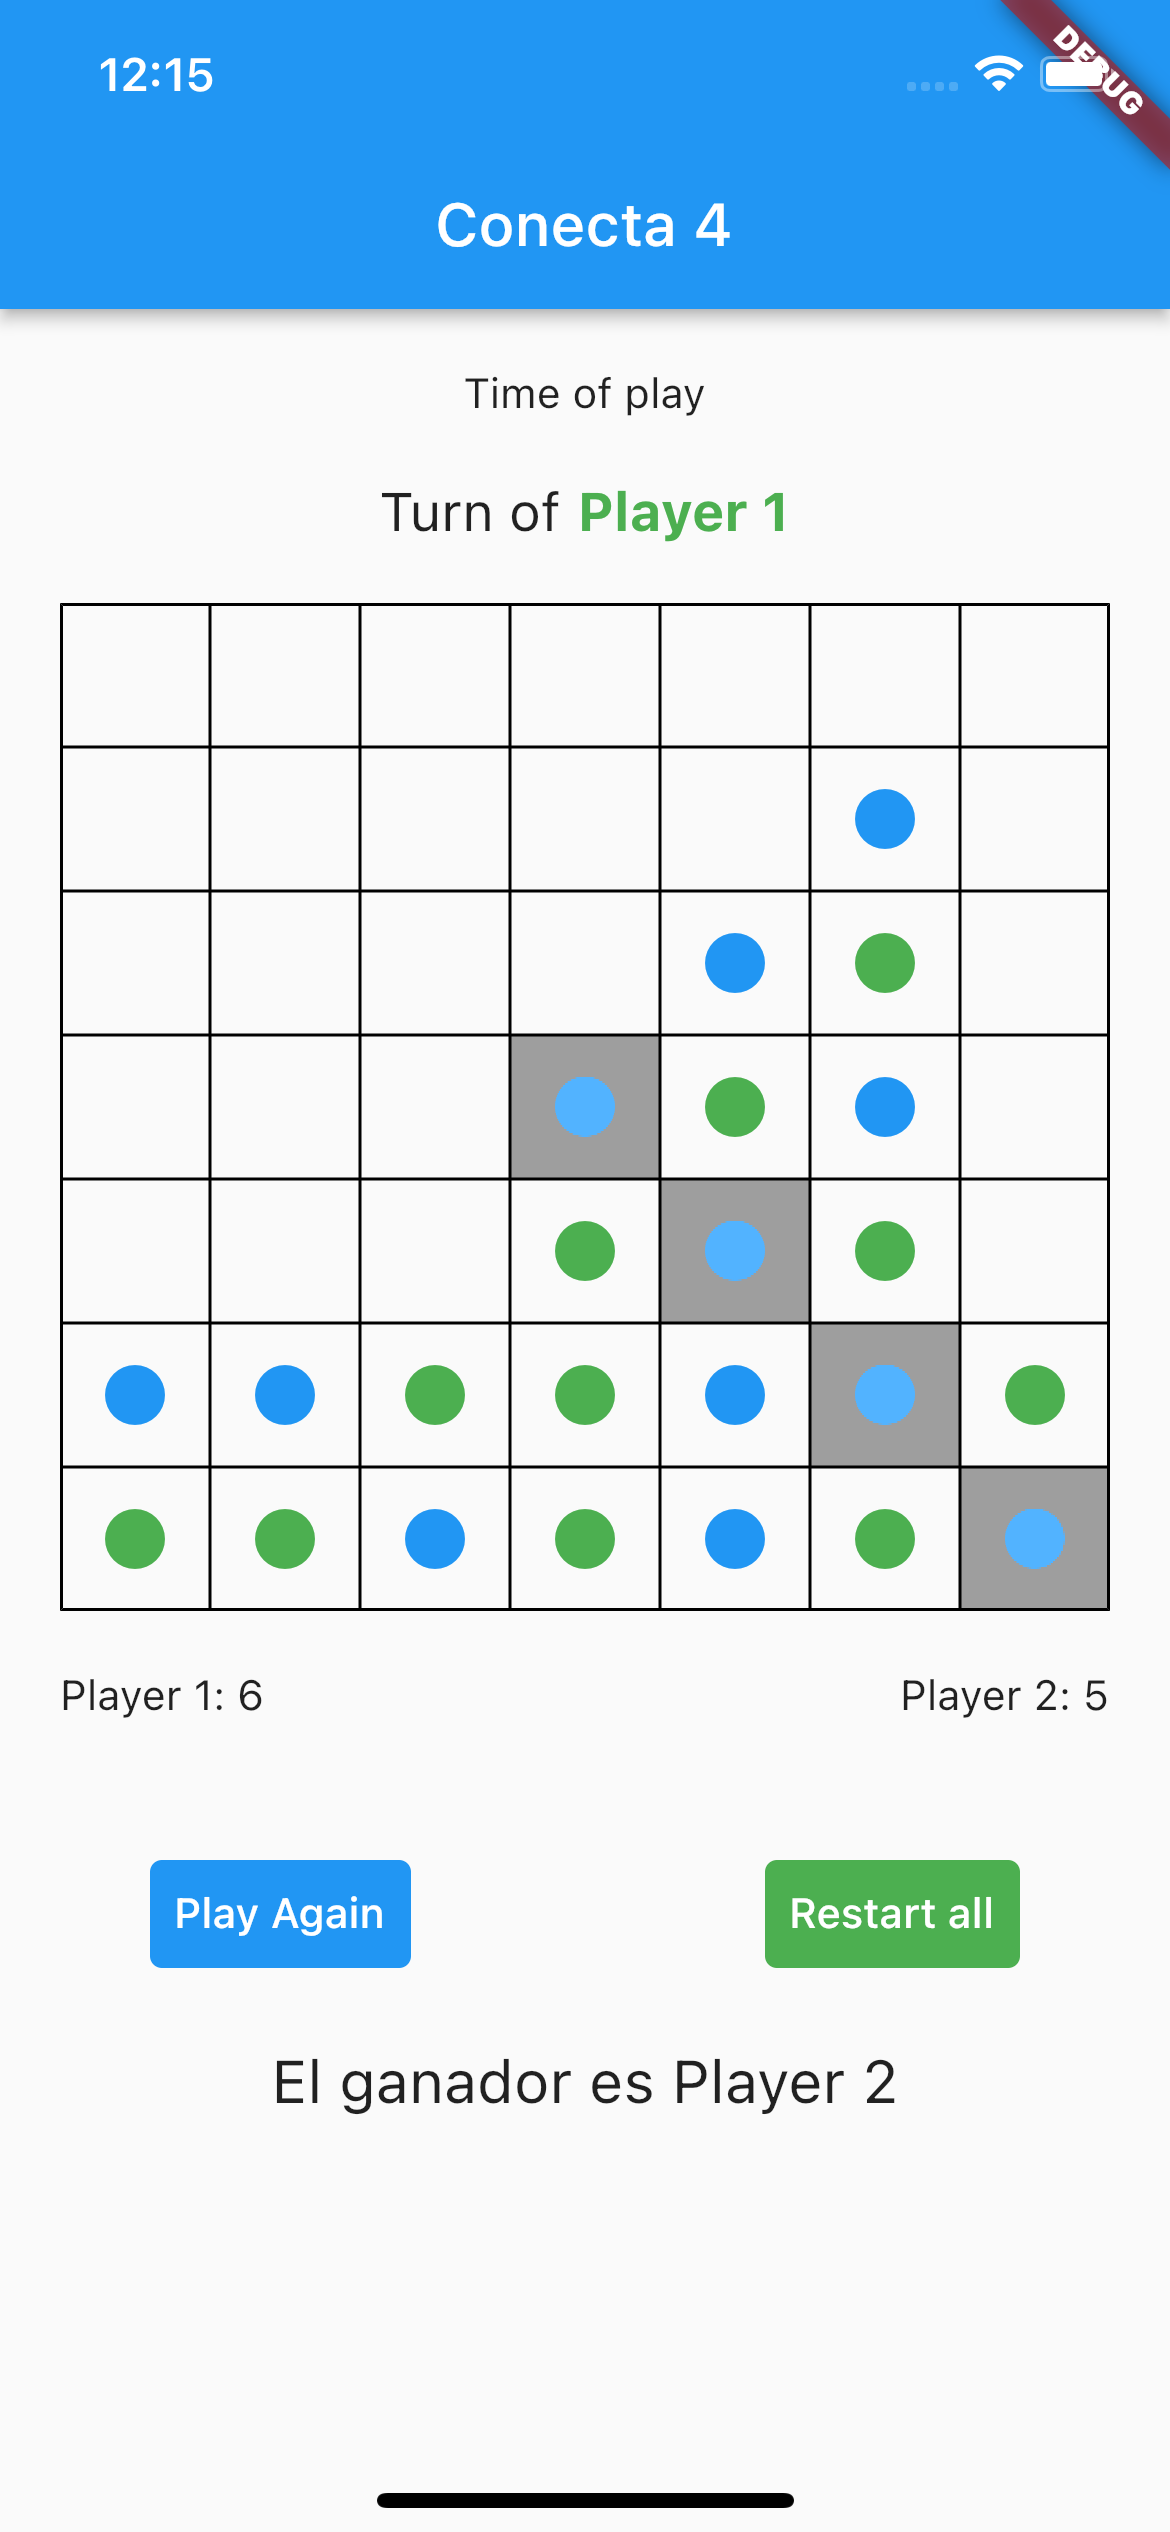 12:15
DEBUG
Conecta 4
Time of play
Turn of Player 1
Player 1: 6
Player 2: 5
Play Again
Restart all
El ganador es Player 2